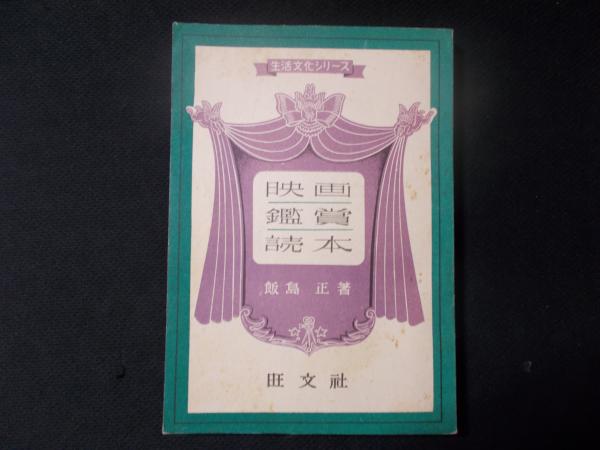 生活文化シリーズ
映画
鑑賞
読本
飯島 正著
旺文社